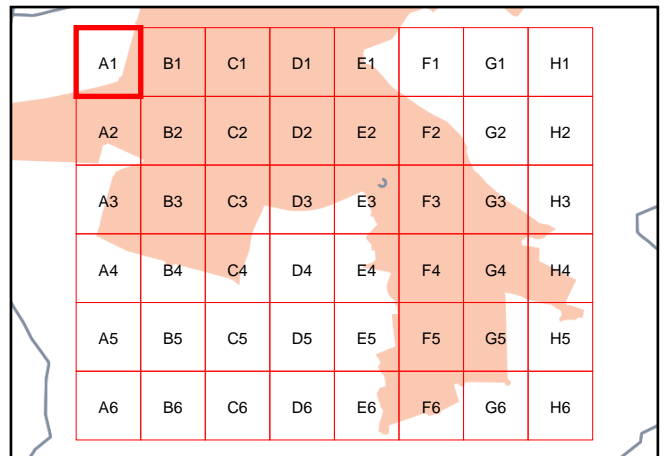 A1 B1 C1 D1 E1 F1 G1 H1
A2 B2 C2 D2 E2 F2 G2 H2
A3 B3 C3 D3 E3 F3 G3 H3
A4 B4 C4 D4 E4 F4 G4 H4
A5 B5 C5 D5 E5 F5 G5 H5
A6 B6 C6 D6 E6 F6 G6 H6